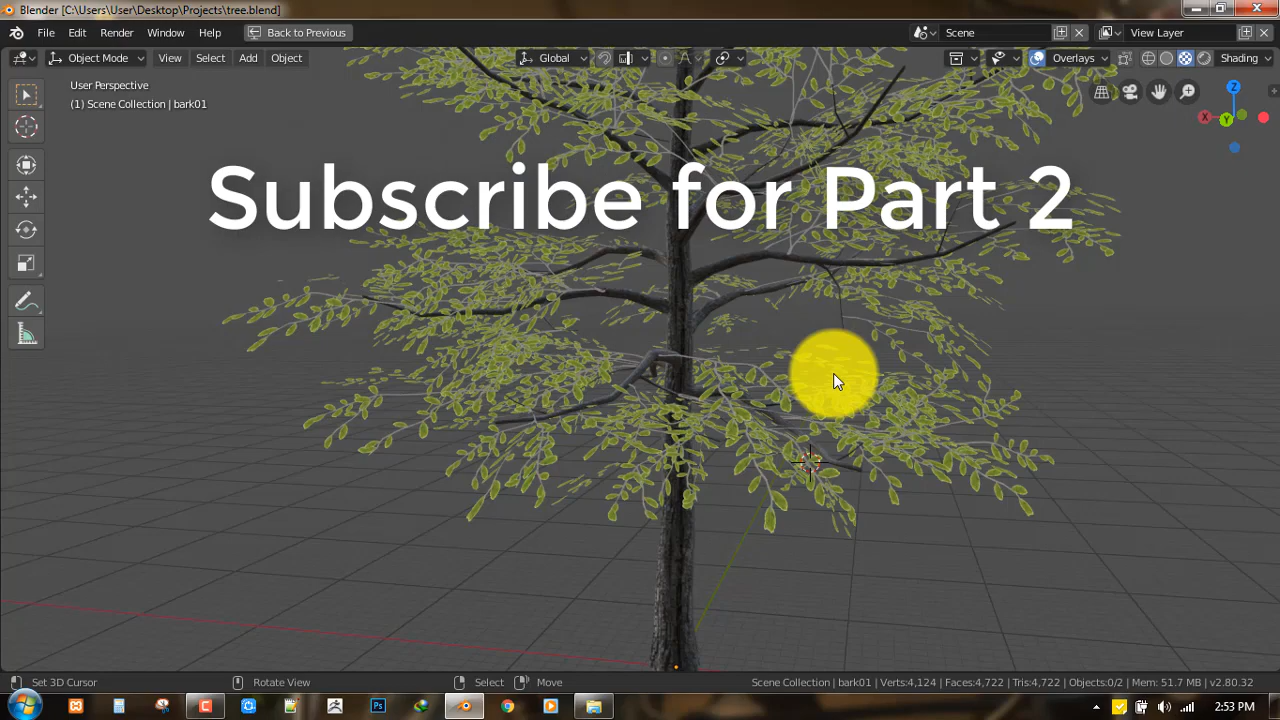 Blender [C:\Users\User\Desktop\Projects\tree.blend]
File Edit Render Window Help Back to Previous Scene View Layer
Object Mode View Select Add Object Global Overlays Shading
User Perspective
(1) Scene Collection | bark01
Z
X Y
Subscribe for Part 2
Set 3D Cursor Rotate View Select Move Scene Collection | bark01 | Verts:4,124 | Faces:4,722 | Tris:4,722 | Objects:0/2 | Mem: 51.7 MB | v2.80.32
Ps 2:53 PM